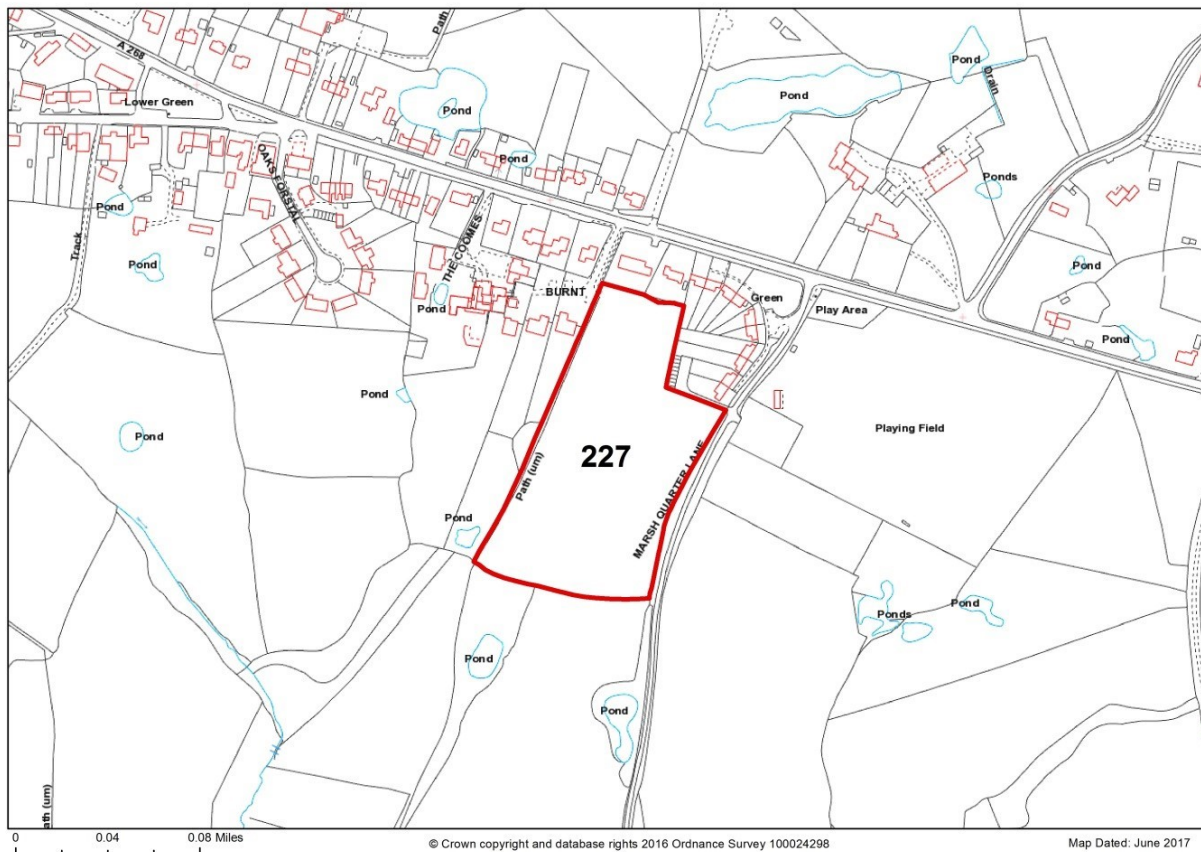 Path
A 268
Pond
Drain
Lower Green
Pond
Pond
Pond
OAKS FORSTAL
Ponds
Pond
THE COOMES
Track
Pond
Pond
BURNT
Green
Pond
Play Area
Pond
Pond
Pond
Playing Field
227
Path (um)
MARSH QUARTER LANE
Pond
Ponds
Pond
Pond
Pond
ath (um)
0 0.04 0.08 Miles
© Crown copyright and database rights 2016 Ordnance Survey 100024298
Map Dated: June 2017